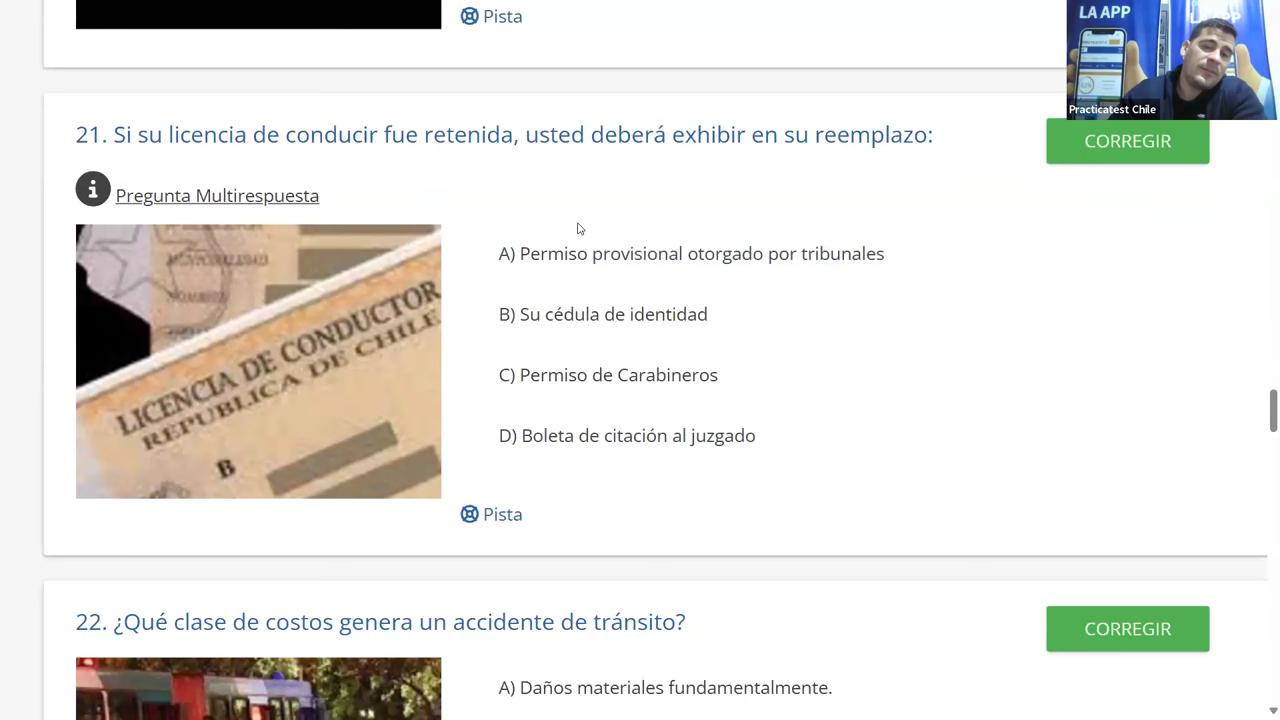 Pista
LA APP
Practicatest Chile
21. Si su licencia de conducir fue retenida, usted deberá exhibir en su reemplazo:
CORREGIR
Pregunta Multirespuesta
A) Permiso provisional otorgado por tribunales
B) Su cédula de identidad
C) Permiso de Carabineros
D) Boleta de citación al juzgado
LICENCIA DE CONDUCTOR
REPUBLICA DE CHILE
B
Pista
22. ¿Qué clase de costos genera un accidente de tránsito?
CORREGIR
A) Daños materiales fundamentalmente.